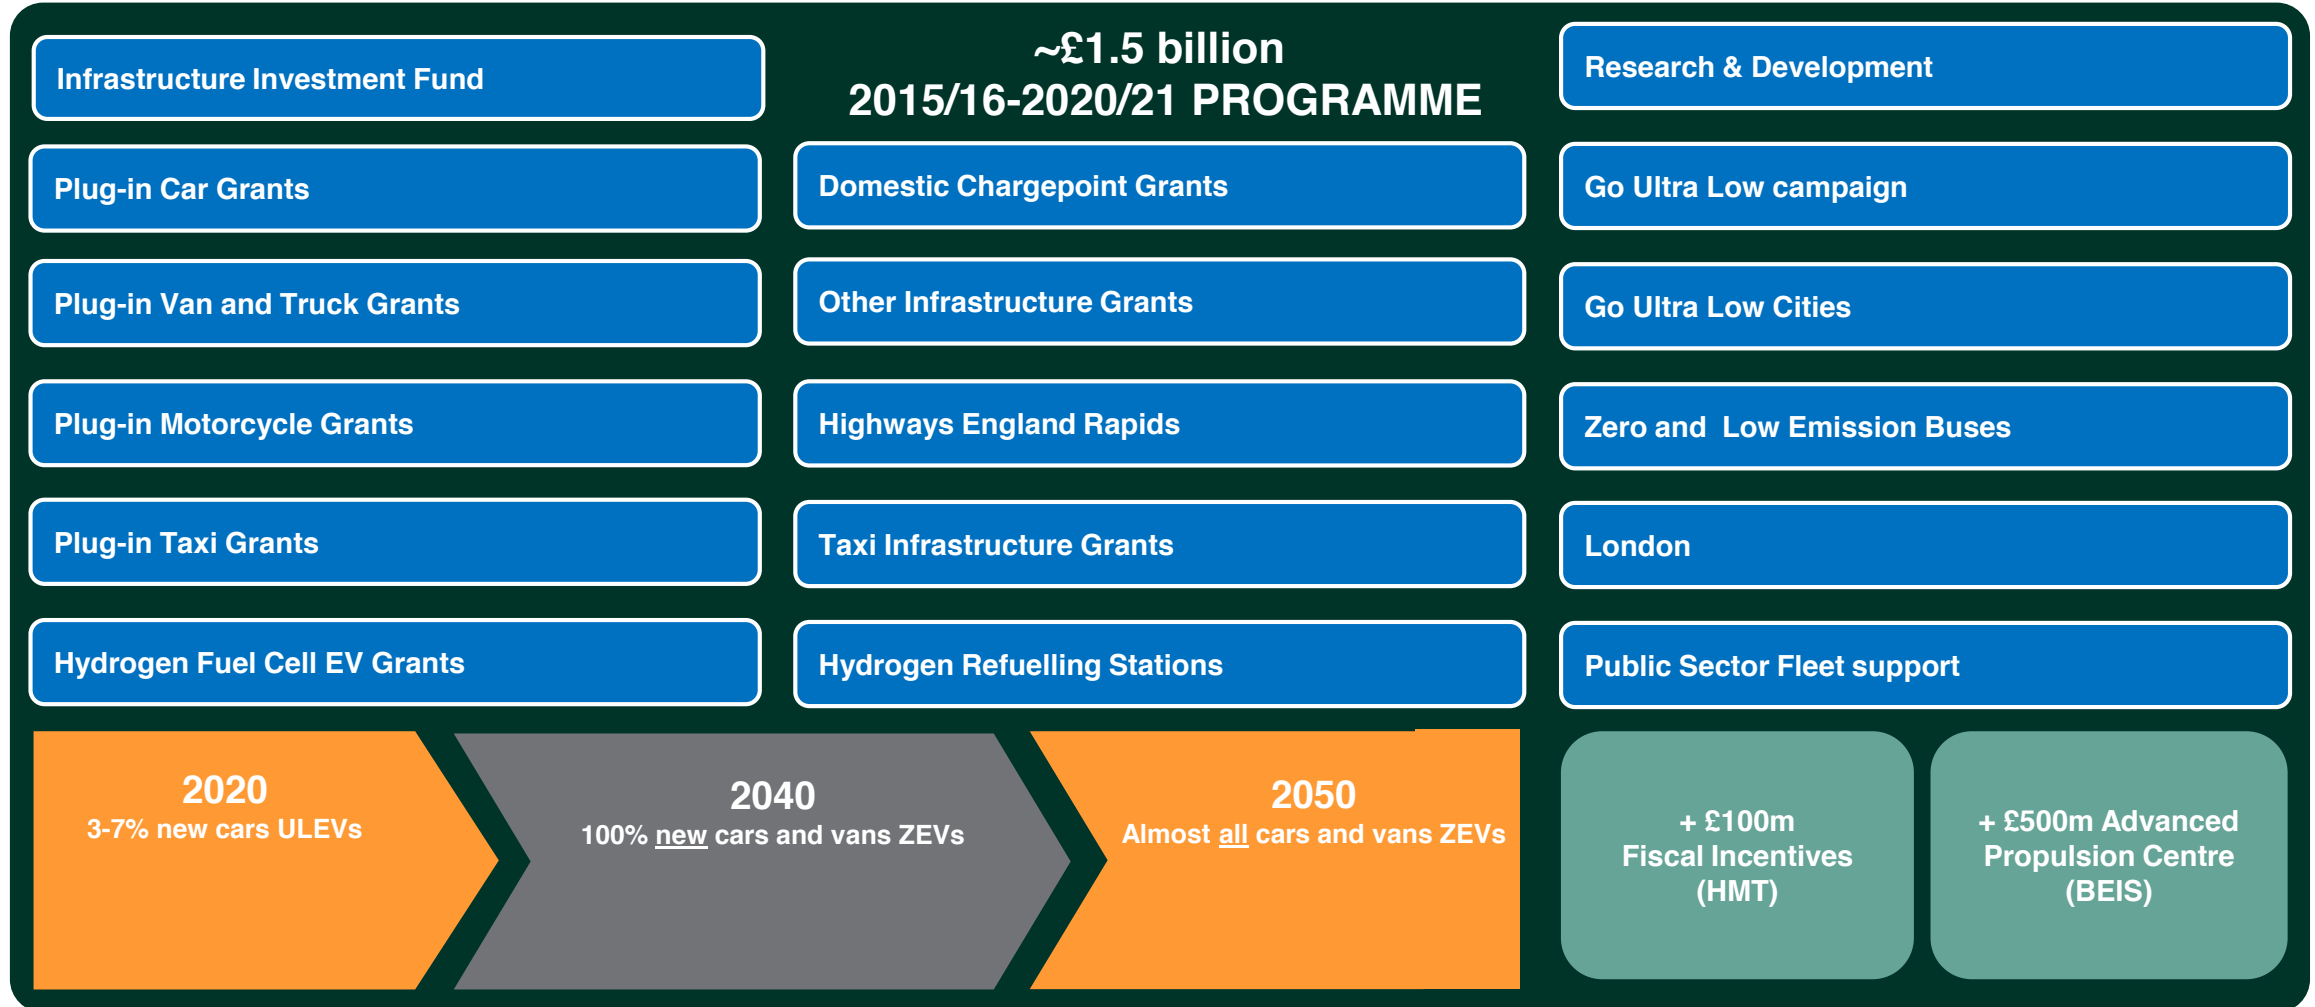 ~£1.5 billion
2015/16-2020/21 PROGRAMME
Infrastructure Investment Fund
Plug-in Car Grants
Plug-in Van and Truck Grants
Plug-in Motorcycle Grants
Plug-in Taxi Grants
Hydrogen Fuel Cell EV Grants
Domestic Chargepoint Grants
Other Infrastructure Grants
Highways England Rapids
Taxi Infrastructure Grants
Hydrogen Refuelling Stations
Research & Development
Go Ultra Low campaign
Go Ultra Low Cities
Zero and  Low Emission Buses
London
Public Sector Fleet support
2020
3-7% new cars ULEVs
2040
100% new cars and vans ZEVs
2050
Almost all cars and vans ZEVs
+ £100m
Fiscal Incentives
(HMT)
+ £500m Advanced
Propulsion Centre
(BEIS)